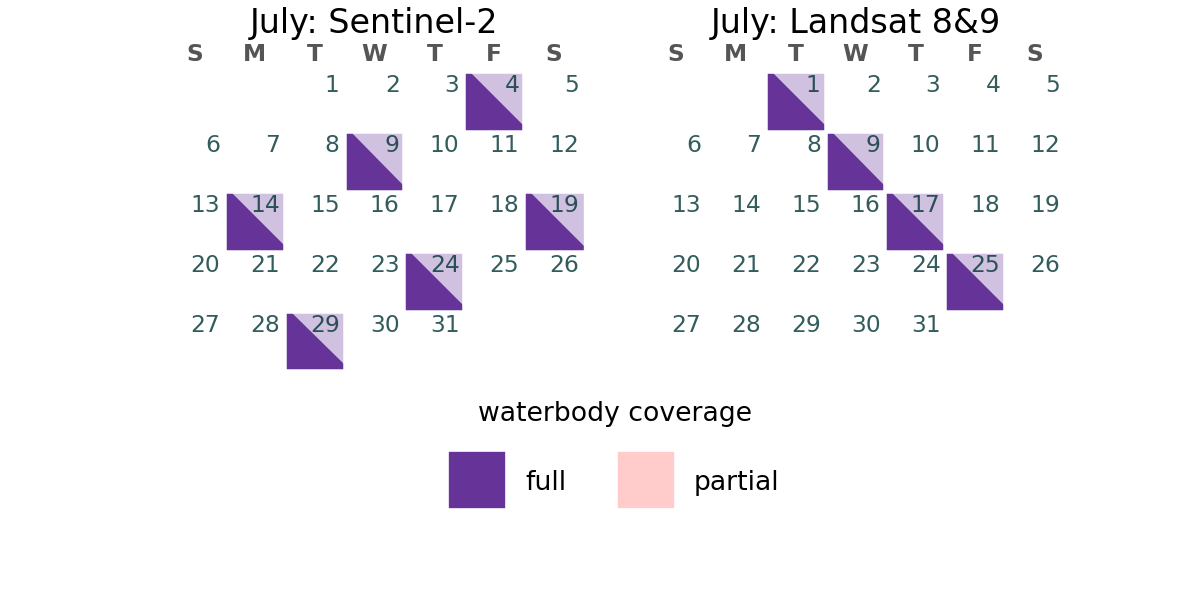 July: Sentinel-2
S M T W T F S
1 2 3 4 5
6 7 8 9 10 11 12
13 14 15 16 17 18 19
20 21 22 23 24 25 26
27 28 29 30 31
July: Landsat 8&9
S M T W T F S
1 2 3 4 5
6 7 8 9 10 11 12
13 14 15 16 17 18 19
20 21 22 23 24 25 26
27 28 29 30 31
waterbody coverage
full
partial